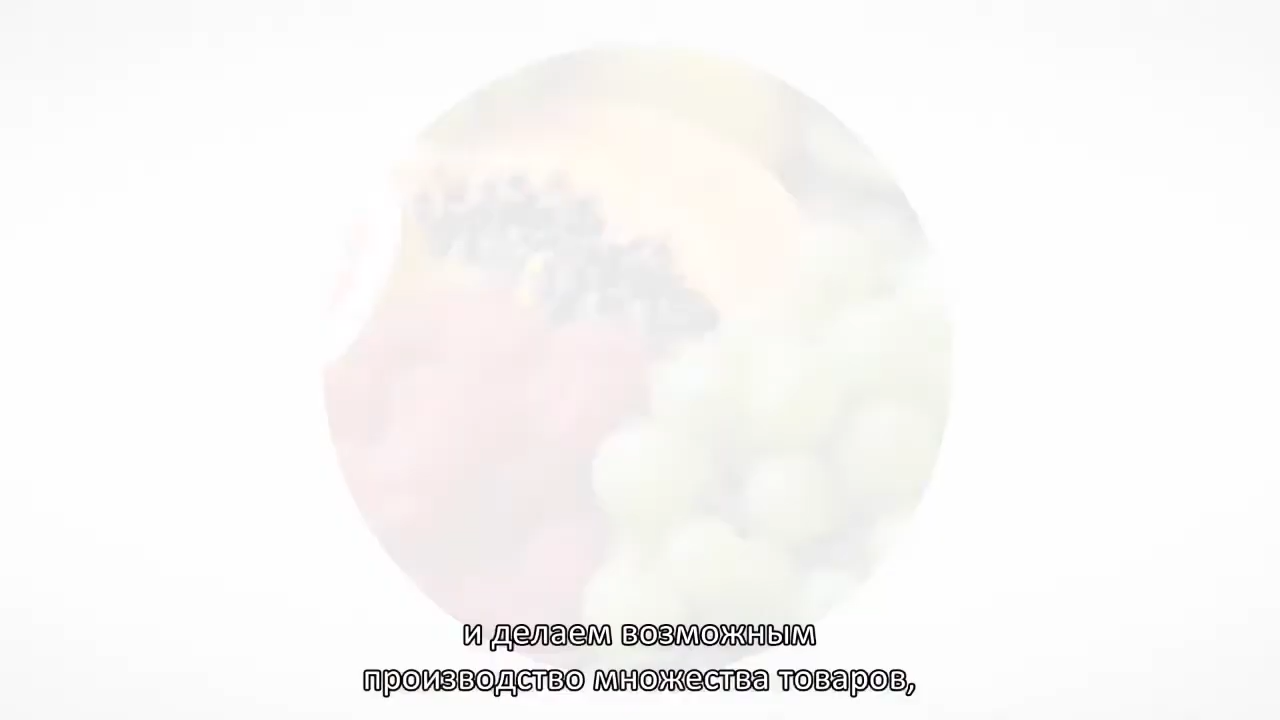 и делаем возможным
производство множества товаров,